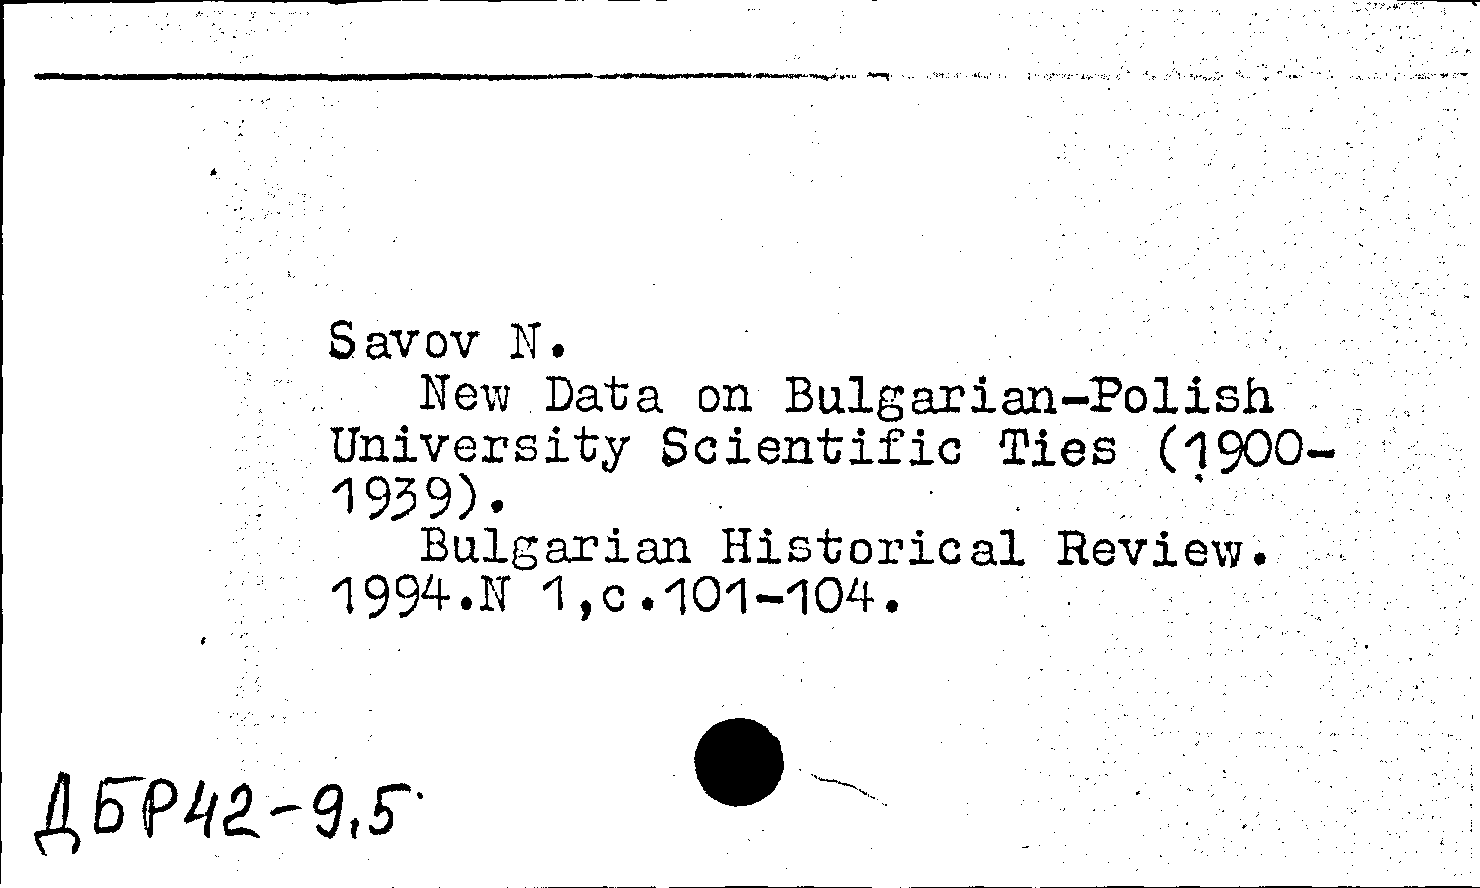 Savov N.
New Data on Bulgarian-Polish
University Scientific Ties (1900-
1939).
Bulgarian Historical Review.
1994.N 1,c.101-104.
ДБР42-9.5